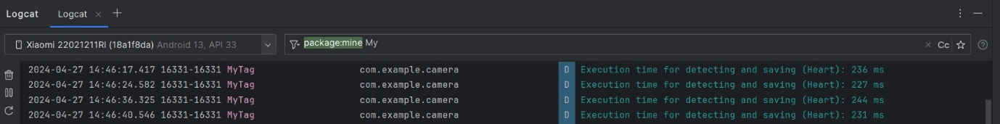 Logcat Logcat
Xiaomi 22021211RI (18a1f8da) Android 13, API 33 package:mine My Cc
2024-04-27 14:46:17.417 16331-16331 MyTag com.example.camera D Execution time for detecting and saving (Heart): 236 ms
2024-04-27 14:46:24.582 16331-16331 MyTag com.example.camera D Execution time for detecting and saving (Heart): 227 ms
2024-04-27 14:46:36.325 16331-16331 MyTag com.example.camera D Execution time for detecting and saving (Heart): 244 ms
2024-04-27 14:46:40.546 16331-16331 MyTag com.example.camera D Execution time for detecting and saving (Heart): 231 ms